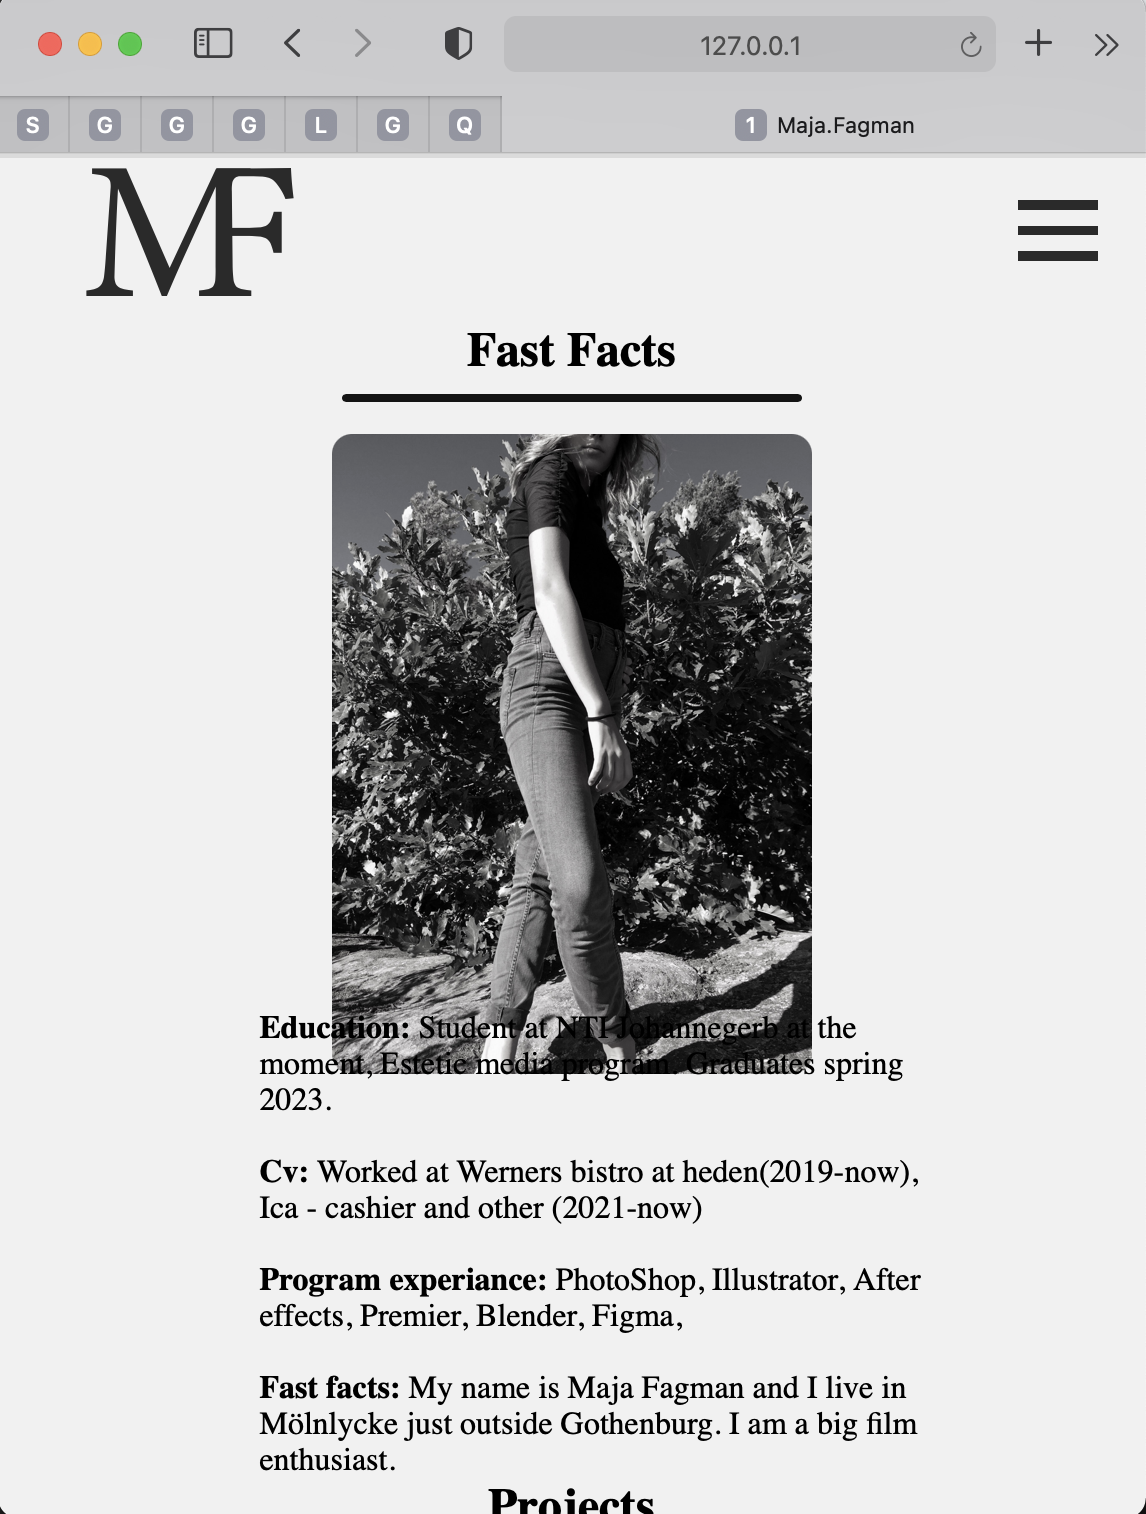 127.0.0.1
S G G G L G Q 1 Maja.Fagman
MF
Fast Facts
Education: Student at NTI Johannegerb at the
moment, Estetic media program. Graduates spring
2023.
Cv: Worked at Werners bistro at heden(2019-now),
Ica - cashier and other (2021-now)
Program experiance: PhotoShop, Illustrator, After
effects, Premier, Blender, Figma,
Fast facts: My name is Maja Fagman and I live in
Mölnlycke just outside Gothenburg. I am a big film
enthusiast.
Projects